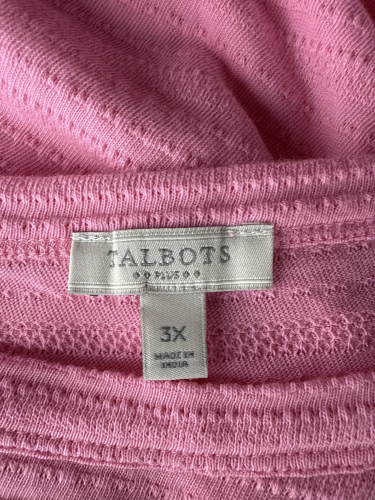 TALBOTS
PLUS
3X
MADE IN
INDIA